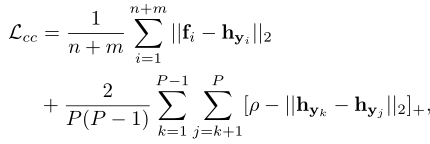 $\mathcal{L}_{cc} = \frac{1}{n+m} \sum_{i=1}^{n+m} ||\mathbf{f}_i - \mathbf{h}_{\mathbf{y}_i}||_2$
$+ \frac{2}{P(P-1)} \sum_{k=1}^{P-1} \sum_{j=k+1}^{P} [\rho - ||\mathbf{h}_{\mathbf{y}_k} - \mathbf{h}_{\mathbf{y}_j}||_2]_+,$